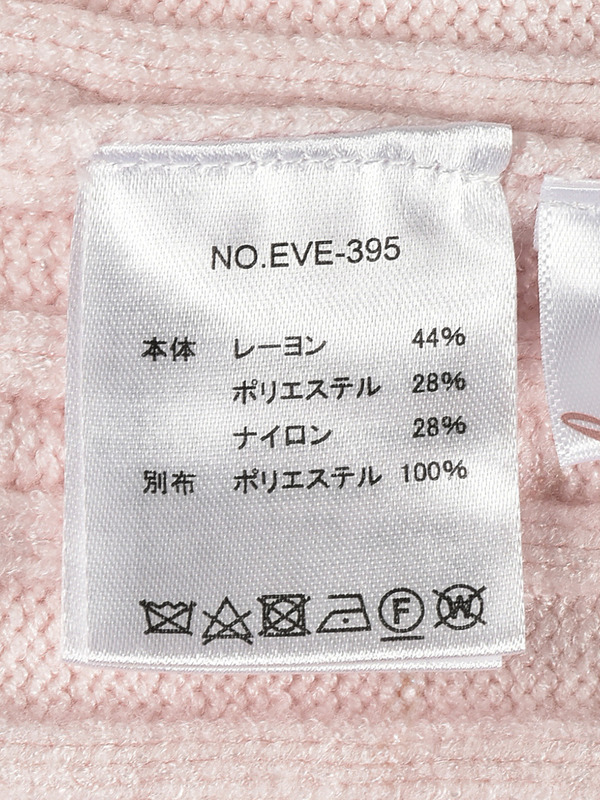 NO.EVE-395
本体 レーヨン 44%
ポリエステル 28%
ナイロン 28%
別布 ポリエステル 100%
F W